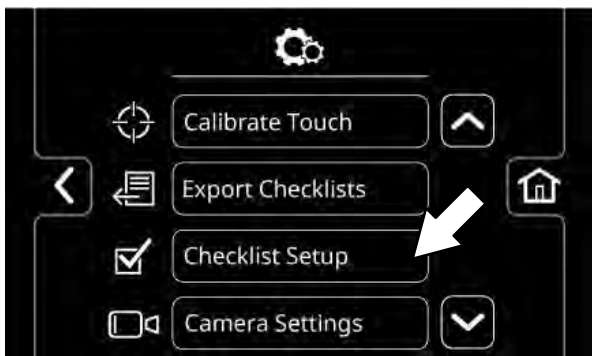 Calibrate Touch
Export Checklists
Checklist Setup
Camera Settings